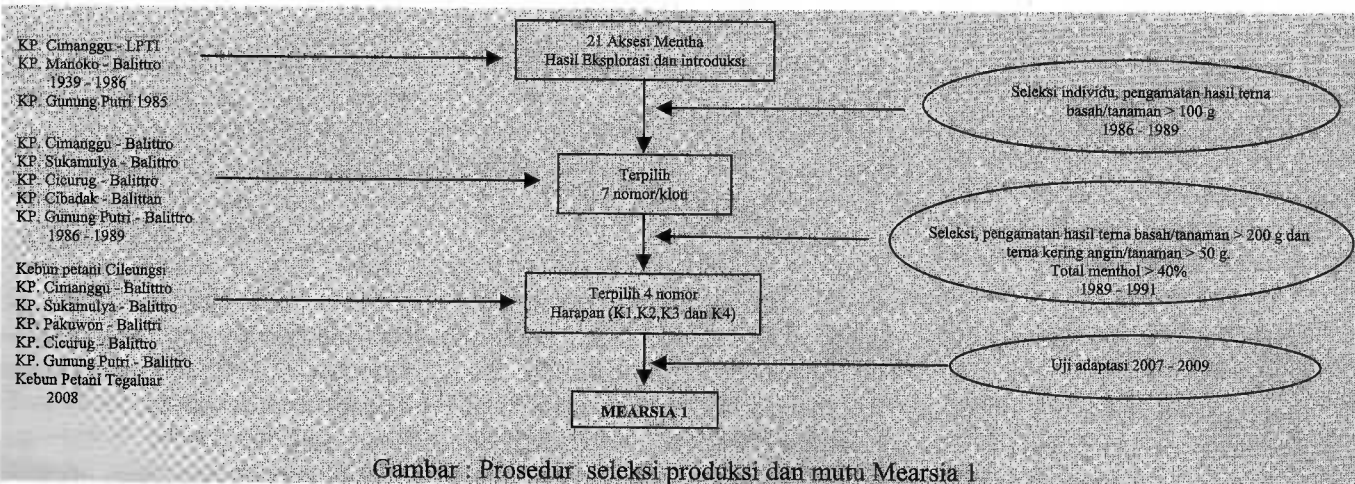 KP. Cimanggu - LPTI
KP. Manoko - Balittro
1939 - 1986
KP. Gunung Putri 1985
21 Aksesi Mentha
Hasil Eksplorasi dan introduksi
Seleksi individu, pengamatan hasil terna
basah/tanaman > 100 g
1986 - 1989
KP. Cimanggu - Balittro
KP. Sukamulya - Balittro
KP. Cicurug - Balittro
KP. Cibadak - Balittan
KP. Gunung Putri - Balittro
1986 - 1989
Terpilih
7 nomor/klon
Seleksi, pengamatan hasil terna basah/tanaman > 200 g dan
terna kering angin/tanaman > 50 g.
Total menthol > 40%
1989 - 1991
Kebun petani Cileungsi
KP. Cimanggu - Balittro
KP. Sukamulya - Balittro
KP. Pakuwon - Balittri
KP. Cicurug - Balittro
KP. Gunung Putri - Balittro
Kebun Petani Tegaluar
2008
Terpilih 4 nomor
Harapan (K1,K2,K3 dan K4)
Uji adaptasi 2007 - 2009
MEARSIA 1
Gambar : Prosedur seleksi produksi dan mutu Mearsia 1